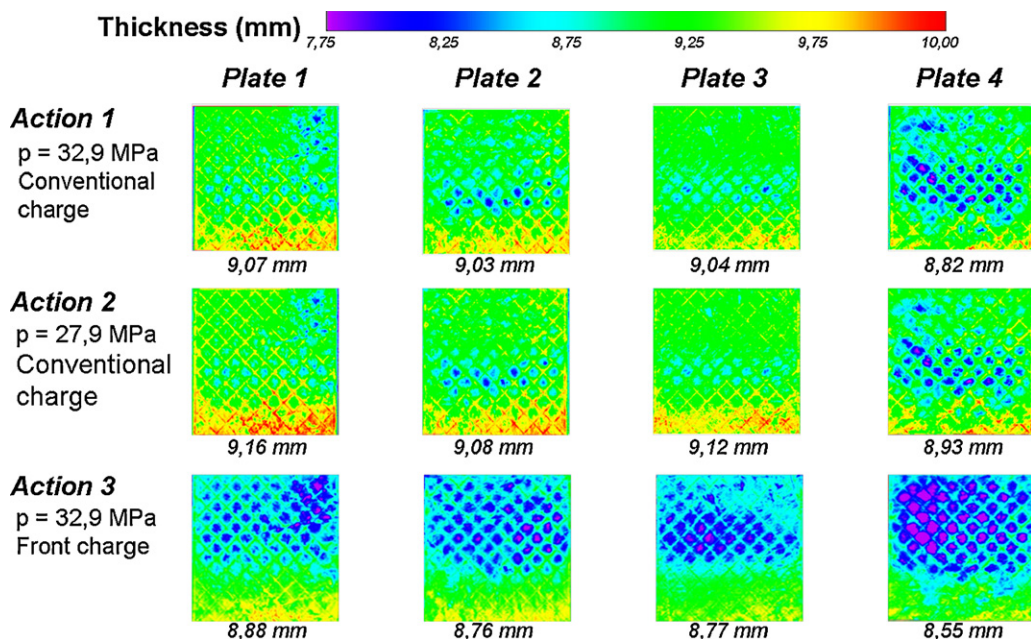 Thickness (mm)
7,75 8,25 8,75 9,25 9,75 10,00
Plate 1 Plate 2 Plate 3 Plate 4
Action 1
p = 32,9 MPa
Conventional
charge
9,07 mm 9,03 mm 9,04 mm 8,82 mm
Action 2
p = 27,9 MPa
Conventional
charge
9,16 mm 9,08 mm 9,12 mm 8,93 mm
Action 3
p = 32,9 MPa
Front charge
8,88 mm 8,76 mm 8,77 mm 8,55 mm